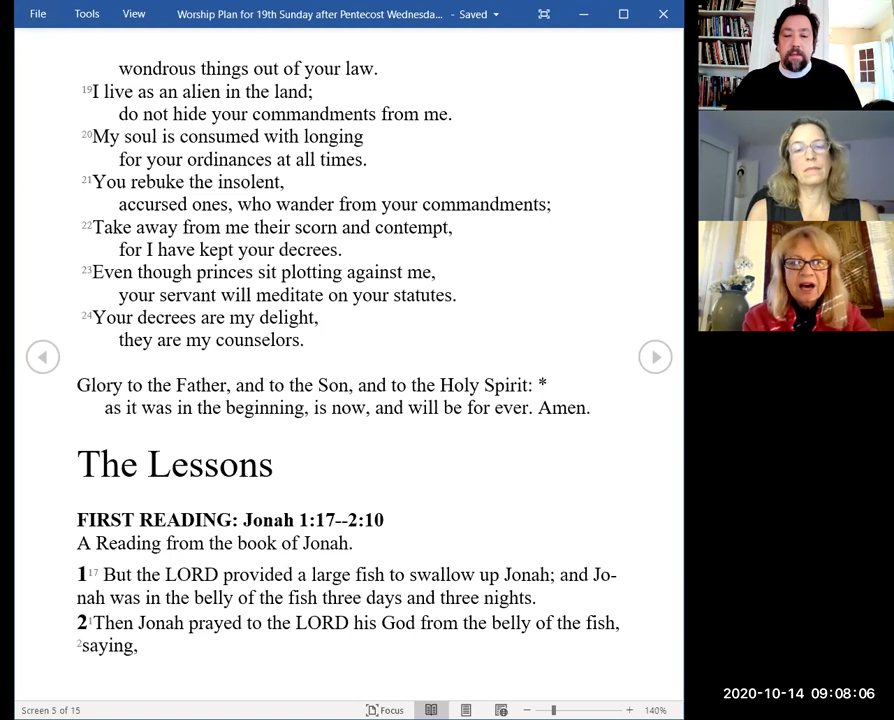 File Tools View Worship Plan for 19th Sunday after Pentecost Wednesda... - Saved
wondrous things out of your law.
19I live as an alien in the land;
do not hide your commandments from me.
20My soul is consumed with longing
for your ordinances at all times.
21You rebuke the insolent,
accursed ones, who wander from your commandments;
22Take away from me their scorn and contempt,
for I have kept your decrees.
23Even though princes sit plotting against me,
your servant will meditate on your statutes.
24Your decrees are my delight,
they are my counselors.
Glory to the Father, and to the Son, and to the Holy Spirit: *
as it was in the beginning, is now, and will be for ever. Amen.
The Lessons
FIRST READING: Jonah 1:17--2:10
A Reading from the book of Jonah.
1 17 But the LORD provided a large fish to swallow up Jonah; and Jo-
nah was in the belly of the fish three days and three nights.
2 1Then Jonah prayed to the LORD his God from the belly of the fish,
2saying,
Screen 5 of 15 Focus 140%
2020-10-14 09:08:06